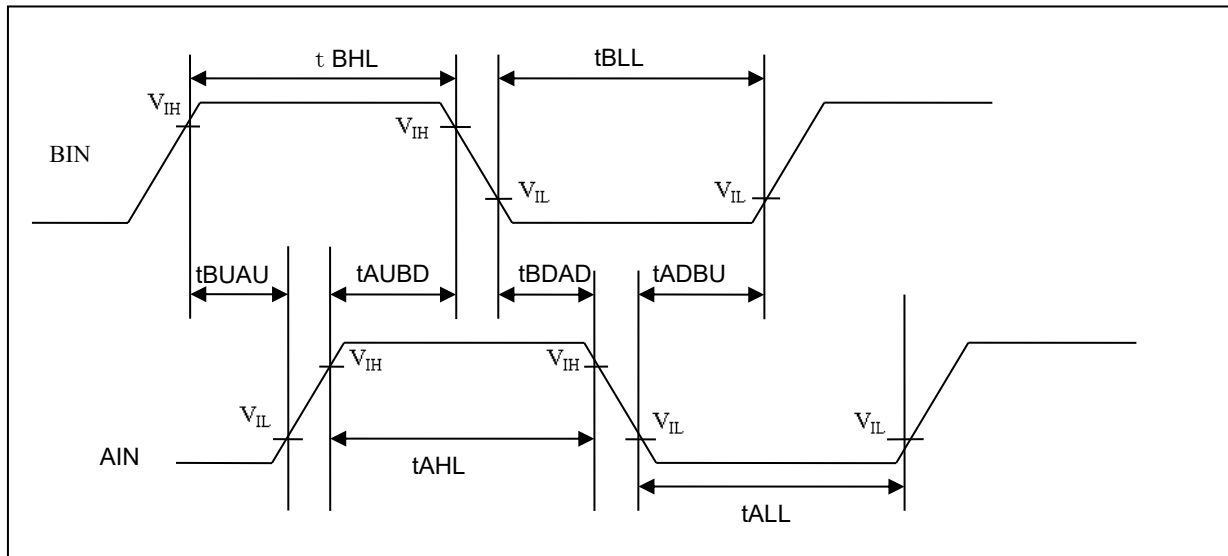 t BHL
tBLL
VIH
VIH
BIN
VIL
VIL
tBUAU
tAUBD
tBDAD
tADBU
VIH
VIH
VIL
VIL
VIL
AIN
tAHL
tALL